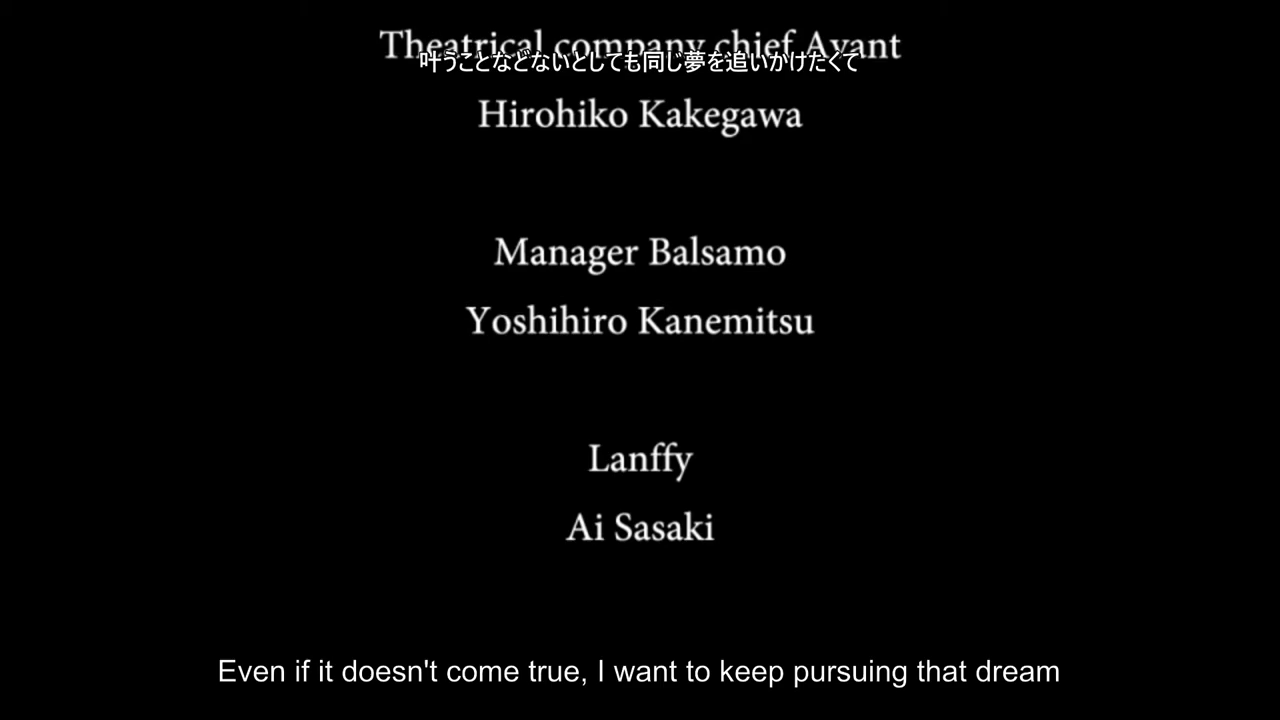 Theatrical company chief Avant
叶うことなどないとしても同じ夢を追いかけたくて
Hirohiko Kakegawa
Manager Balsamo
Yoshihiro Kanemitsu
Lanffy
Ai Sasaki
Even if it doesn't come true, I want to keep pursuing that dream